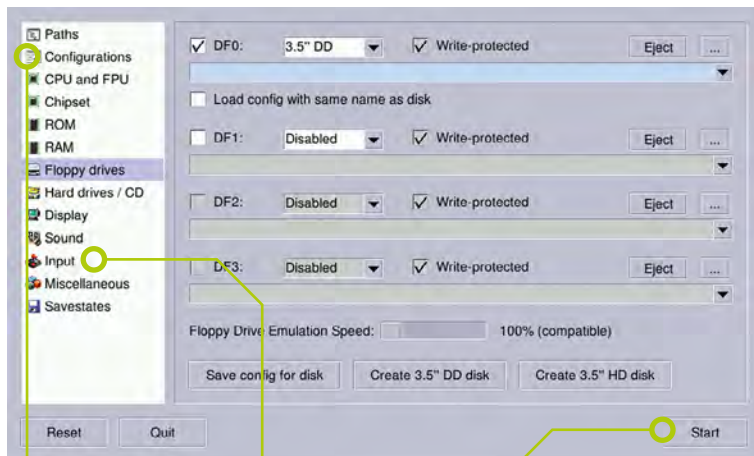 Paths
Configurations
CPU and FPU
Chipset
ROM
RAM
Floppy drives
Hard drives / CD
Display
Sound
Input
Miscellaneous
Savestates
DF0: 3.5" DD Write-protected Eject ...
Load config with same name as disk
DF1: Disabled Write-protected Eject ...
DF2: Disabled Write-protected Eject ...
DF3: Disabled Write-protected Eject ...
Floppy Drive Emulation Speed: 100% (compatible)
Save config for disk Create 3.5" DD disk Create 3.5" HD disk
Reset Quit Start